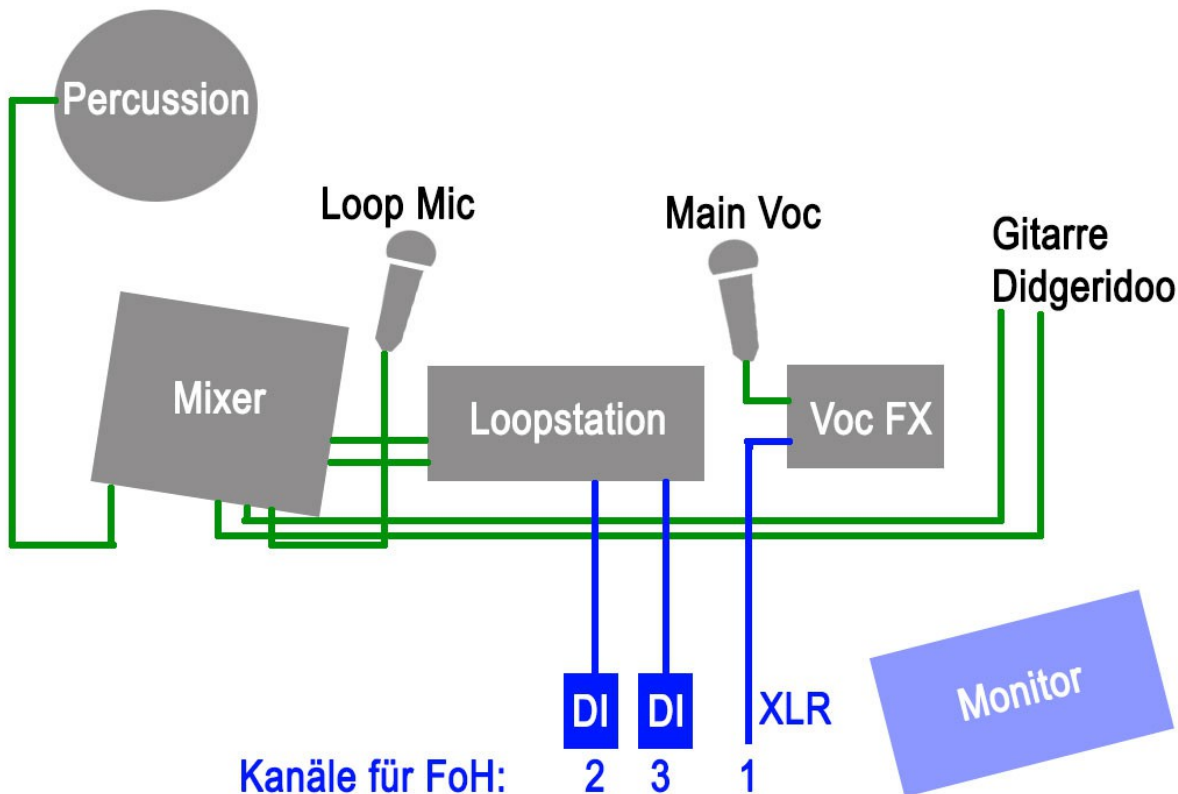 Percussion
Loop Mic
Main Voc
Gitarre
Didgeridoo
Mixer
Loopstation
Voc FX
Monitor
DI
DI
XLR
Kanäle für FoH: 2 3 1